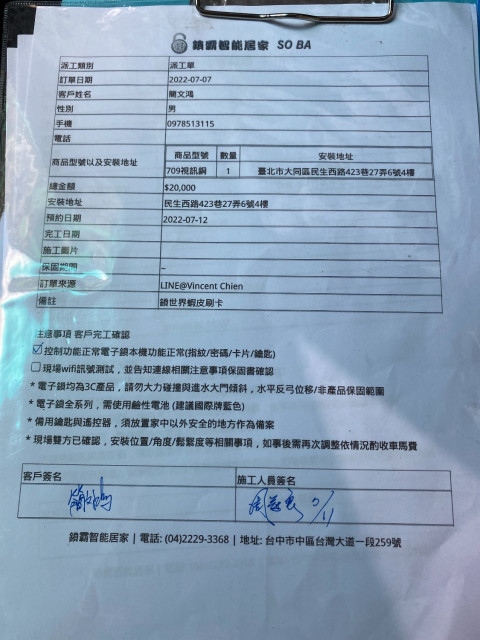 鎖霸智能居家 SO BA
派工類別 派工單
訂單日期 2022-07-07
客戶姓名 簡文鴻
性別 男
手機 0978513115
電話
商品型號以及安裝地址 商品型號 數量 安裝地址
709視訊鋼 1 臺北市大同區民生西路423巷27弄6號4樓
總金額 $20,000
安裝地址 民生西路423巷27弄6號4樓
預約日期 2022-07-12
完工日期
施工圖片
保固期間 –
訂單來源 LINE@Vincent Chien
備註 鎖世界蝦皮刷卡
注意事項 客戶完工確認
控制功能正常電子鎖本機功能正常(指紋/密碼/卡片/鑰匙)
現場wifi訊號測試，並告知連線相關注意事項保固書確認
* 電子鎖均為3C產品，請勿大力碰撞與進水大門傾斜，水平反弓位移/非產品保固範圍
* 電子鎖全系列，需使用鹼性電池 (建議國際牌藍色)
* 備用鑰匙與遙控器，須放置家中以外安全的地方作為備案
* 現場雙方已確認，安裝位置/角度/鬆緊度等相關事項，如事後需再次調整依情況酌收車馬費
客戶簽名 施工人員簽名
7/11
鎖霸智能居家 | 電話: (04)2229-3368 | 地址: 台中市中區台灣大道一段259號